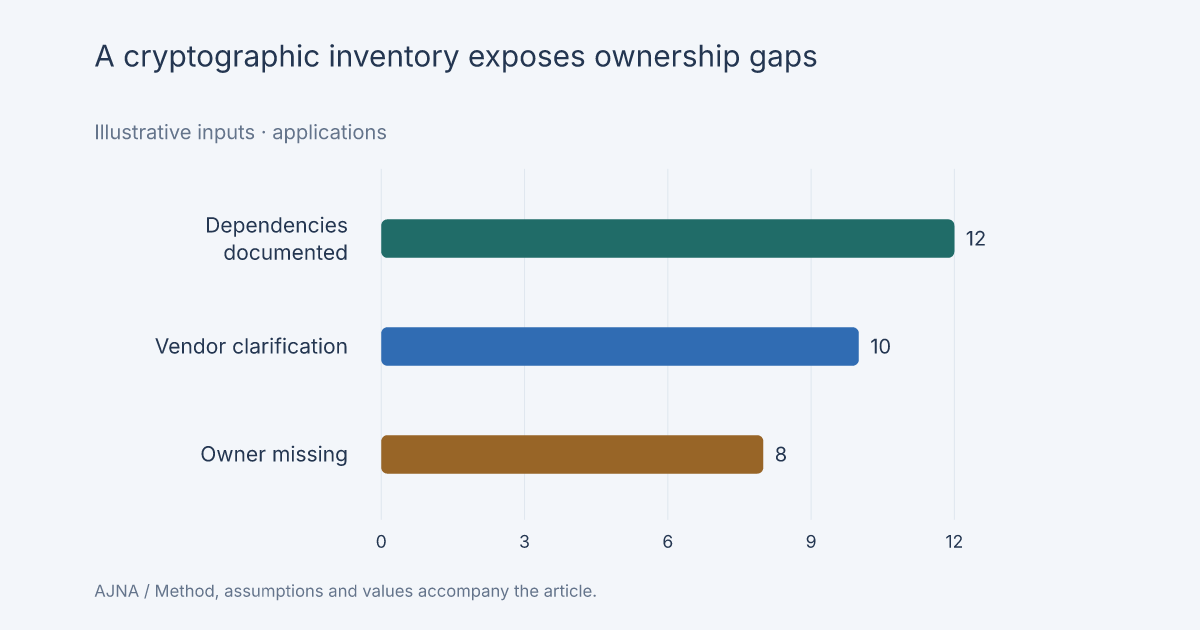 A cryptographic inventory exposes ownership gaps
Illustrative inputs · applications
Dependencies
documented
12
Vendor clarification
10
Owner missing
8
0
3
6
9
12
AJNA / Method, assumptions and values accompany the article.